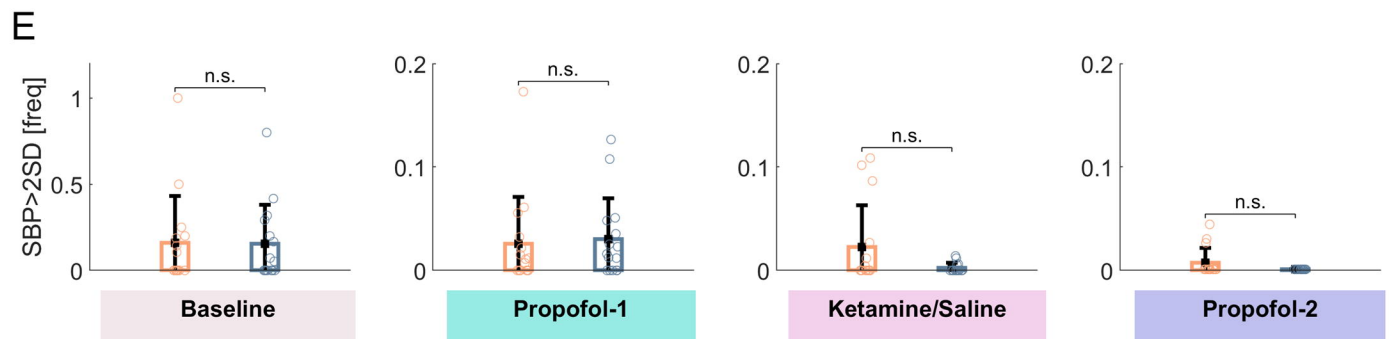 E
SBP>2SD [freq]
1
0.5
0
n.s.
Baseline
0.2
0.1
0
n.s.
Propofol-1
0.2
0.1
0
n.s.
Ketamine/Saline
0.2
0.1
0
n.s.
Propofol-2